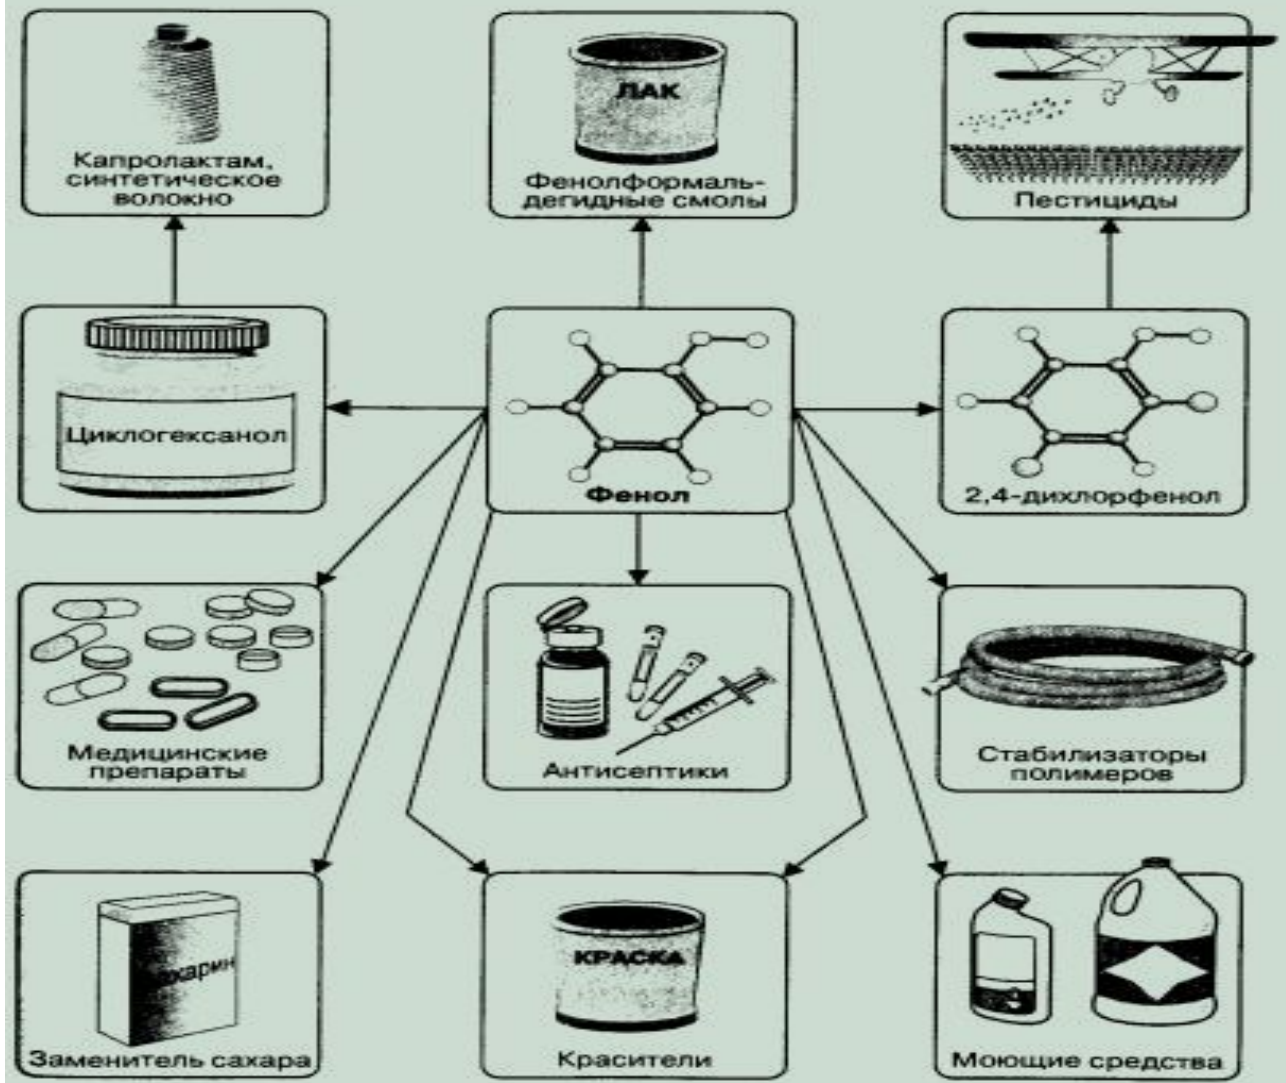 Капролактам,
синтетическое
волокно
ЛАК
Фенолформаль-
дегидные смолы
Пестициды
Циклогексанол
Фенол
2,4-дихлорфенол
Медицинские
препараты
Антисептики
Стабилизаторы
полимеров
Заменитель сахара
КРАСКА
Красители
Моющие средства